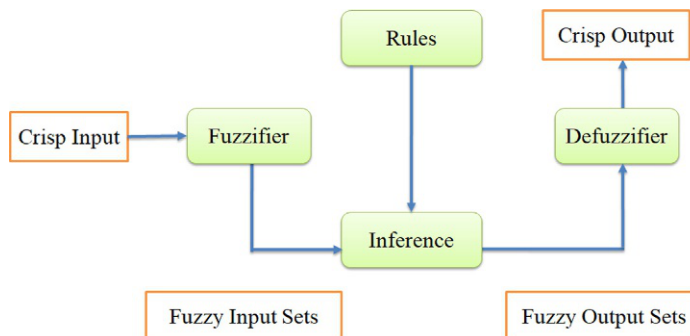 Rules
Crisp Output
Crisp Input
Fuzzifier
Defuzzifier
Inference
Fuzzy Input Sets
Fuzzy Output Sets